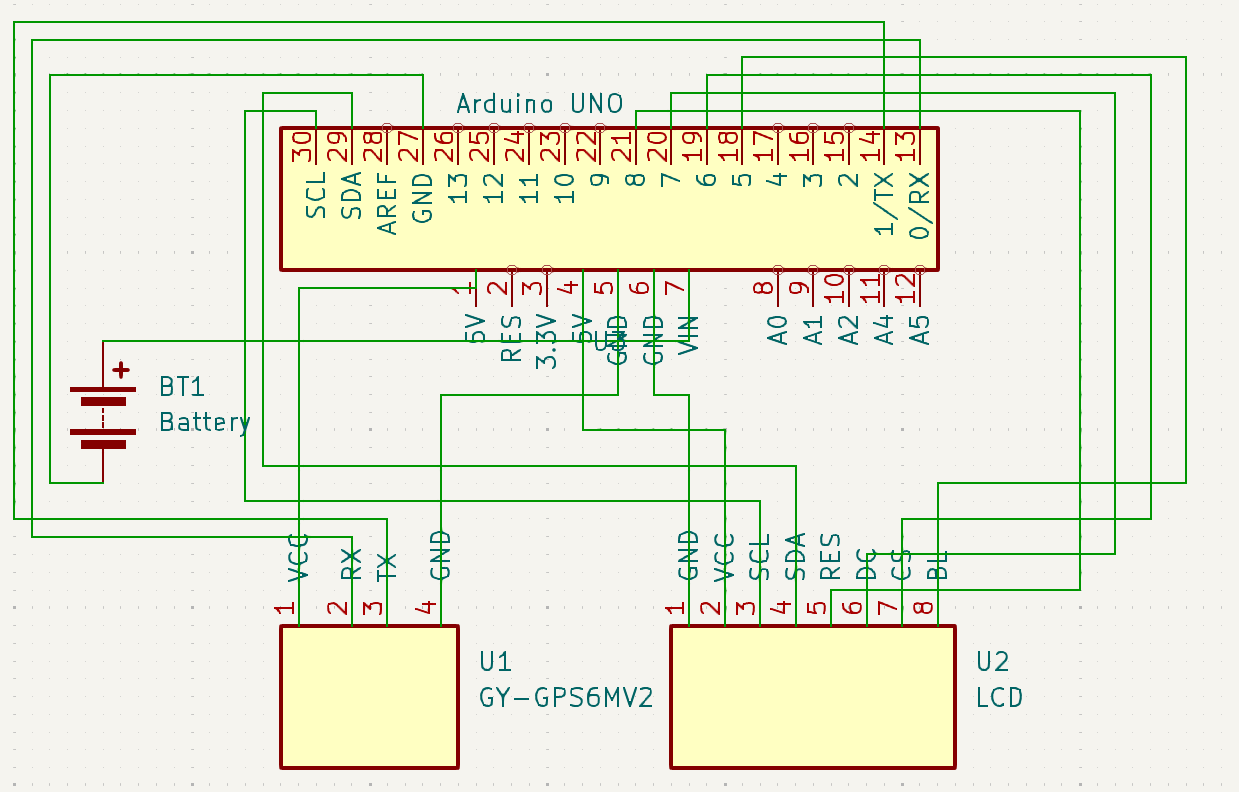 Arduino UNO
30 29 28 27 26 25 24 23 22 21 20 19 18 17 16 15 14 13
SCL SDA AREF GND 13 12 11 10 9 8 7 6 5 4 3 2 1/TX 0/RX
1 2 3 4 5 6 7 8 9 10 11 12
5V RES 3.3V 5V GND GND VIN A0 A1 A2 A4 A5
+
BT1
Battery
VCC RX TX GND
1 2 3 4
GND VCC SCL SDA RES DC CS BL
1 2 3 4 5 6 7 8
U1
GY-GPS6MV2
U2
LCD